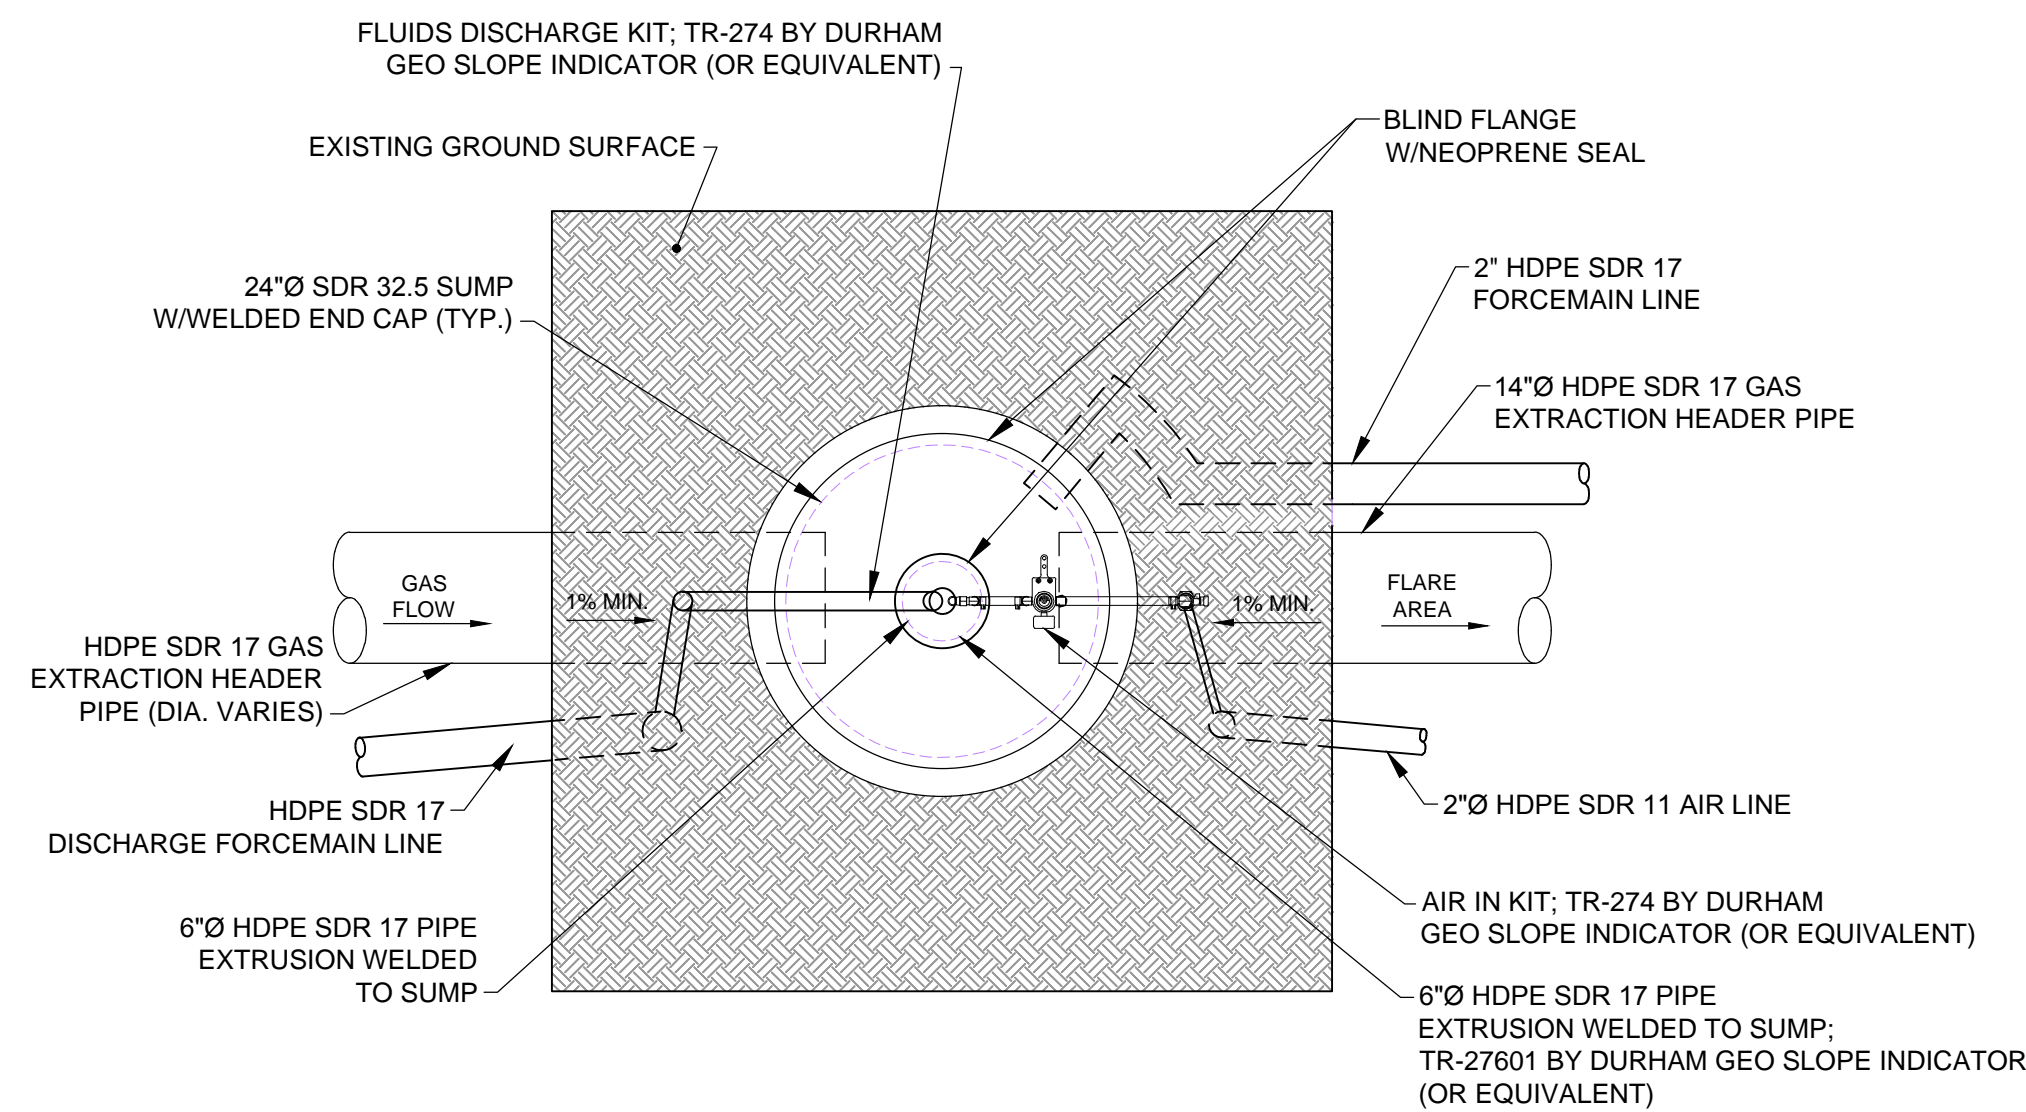 FLUIDS DISCHARGE KIT; TR-274 BY DURHAM
GEO SLOPE INDICATOR (OR EQUIVALENT)
EXISTING GROUND SURFACE
BLIND FLANGE
W/NEOPRENE SEAL
24"Ø SDR 32.5 SUMP
W/WELDED END CAP (TYP.)
2" HDPE SDR 17
FORCEMAIN LINE
14"Ø HDPE SDR 17 GAS
EXTRACTION HEADER PIPE
GAS
FLOW
1% MIN.
1% MIN.
FLARE
AREA
HDPE SDR 17 GAS
EXTRACTION HEADER
PIPE (DIA. VARIES)
HDPE SDR 17
DISCHARGE FORCEMAIN LINE
2"Ø HDPE SDR 11 AIR LINE
6"Ø HDPE SDR 17 PIPE
EXTRUSION WELDED
TO SUMP
AIR IN KIT; TR-274 BY DURHAM
GEO SLOPE INDICATOR (OR EQUIVALENT)
6"Ø HDPE SDR 17 PIPE
EXTRUSION WELDED TO SUMP;
TR-27601 BY DURHAM GEO SLOPE INDICATOR
(OR EQUIVALENT)